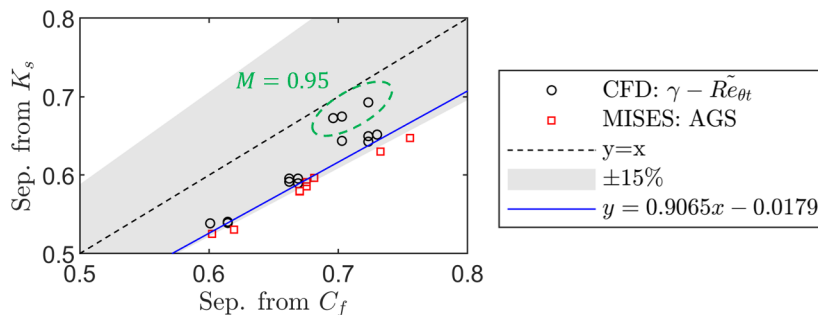 0.8
0.7
0.6
0.5
Sep. from K_s
M = 0.95
0.5 0.6 0.7 0.8
Sep. from C_f
CFD: γ − R̃e_θt
MISES: AGS
y=x
±15%
y = 0.9065x − 0.0179